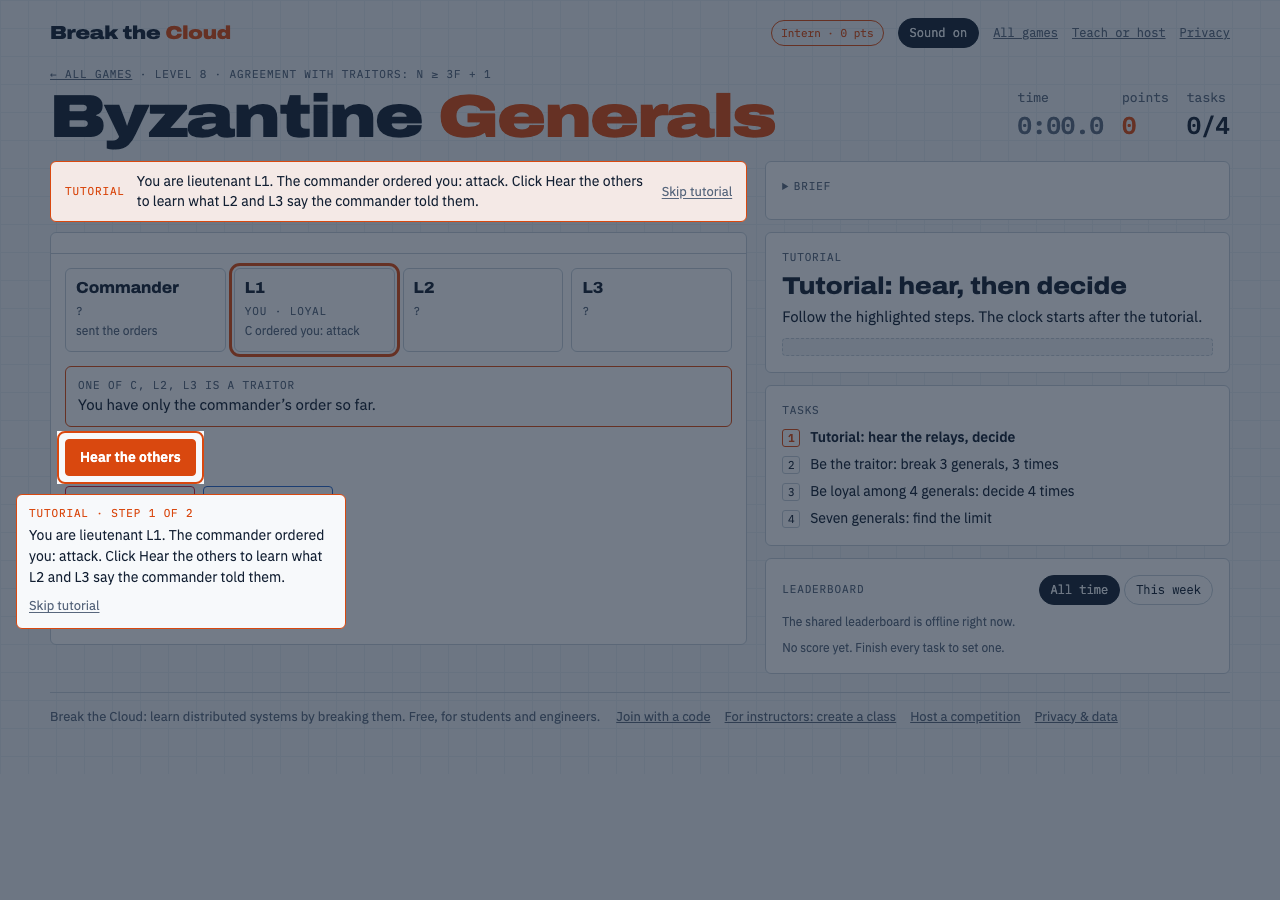 Break the Cloud
Intern · 0 pts
Sound on
All games
Teach or host
Privacy
← ALL GAMES · LEVEL 8 · AGREEMENT WITH TRAITORS: N ≥ 3F + 1
Byzantine Generals
time
0:00.0
points
0
tasks
0/4
TUTORIAL
You are lieutenant L1. The commander ordered you: attack. Click Hear the others
to learn what L2 and L3 say the commander told them.
Skip tutorial
Commander
?
sent the orders
L1
YOU · LOYAL
C ordered you: attack
L2
?
L3
?
ONE OF C, L2, L3 IS A TRAITOR
You have only the commander’s order so far.
Hear the others
TUTORIAL · STEP 1 OF 2
You are lieutenant L1. The commander ordered
you: attack. Click Hear the others to learn what
L2 and L3 say the commander told them.
Skip tutorial
▸ BRIEF
TUTORIAL
Tutorial: hear, then decide
Follow the highlighted steps. The clock starts after the tutorial.
TASKS
1 Tutorial: hear the relays, decide
2 Be the traitor: break 3 generals, 3 times
3 Be loyal among 4 generals: decide 4 times
4 Seven generals: find the limit
LEADERBOARD
All time
This week
The shared leaderboard is offline right now.
No score yet. Finish every task to set one.
Break the Cloud: learn distributed systems by breaking them. Free, for students and engineers.
Join with a code
For instructors: create a class
Host a competition
Privacy & data